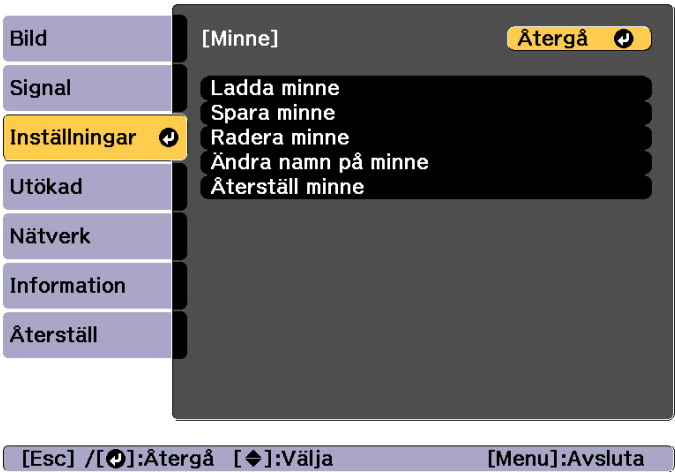 Bild
Signal
Inställningar
Utökad
Nätverk
Information
Återställ
[Minne]
Återgå
Ladda minne
Spara minne
Radera minne
Ändra namn på minne
Återställ minne
[Esc] /[]:Återgå []:Välja [Menu]:Avsluta